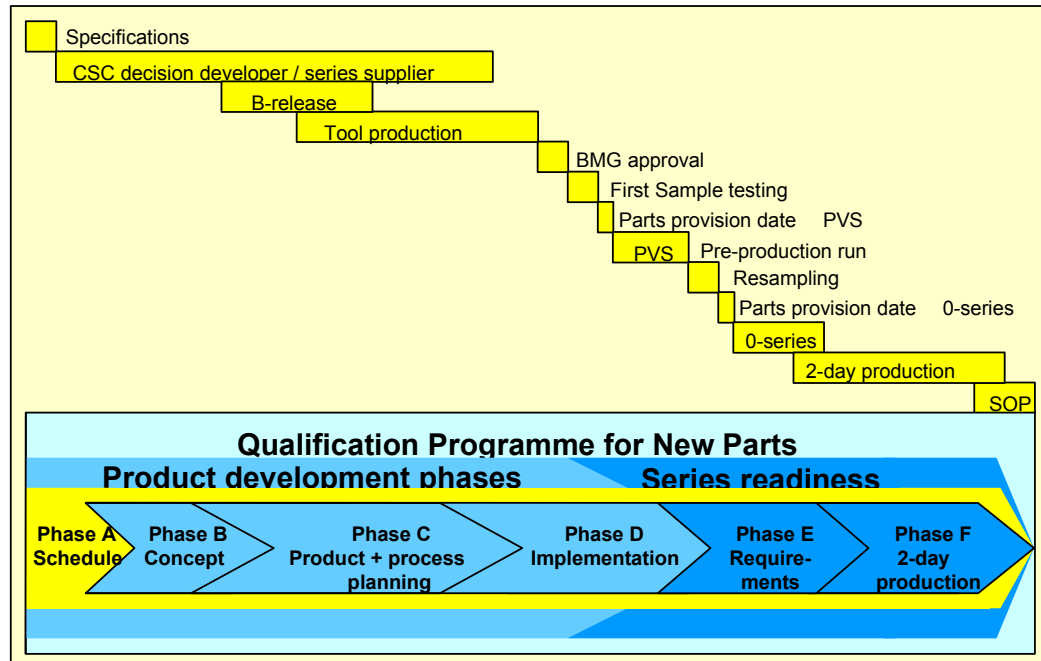 Specifications
CSC decision developer / series supplier
B-release
Tool production
BMG approval
First Sample testing
Parts provision date PVS
PVS Pre-production run
Resampling
Parts provision date 0-series
0-series
2-day production
SOP
Qualification Programme for New Parts
Product development phases
Series readiness
Phase A
Schedule
Phase B
Concept
Phase C
Product + process
planning
Phase D
Implementation
Phase E
Require-
ments
Phase F
2-day
production